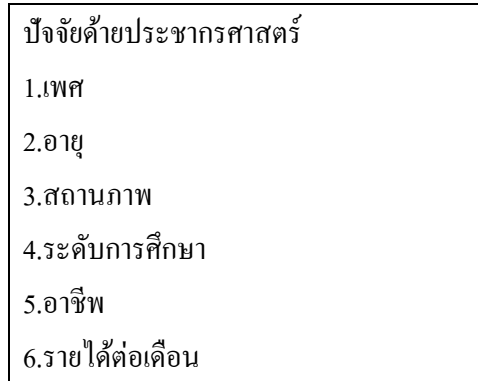 ปัจจัยด้ายประชากรศาสตร์
1.เพศ
2.อายุ
3.สถานภาพ
4.ระดับการศึกษา
5.อาชีพ
6.รายได้ต่อเดือน